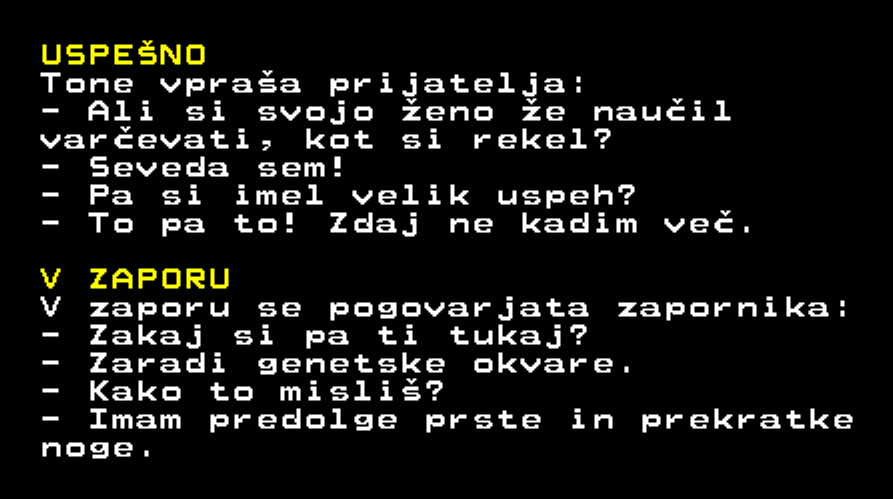 USPEŠNO
Tone vpraša prijatelja:
- Ali si svojo ženo že naučil
varčevati, kot si rekel?
- Seveda sem!
- Pa si imel velik uspeh?
- To pa to! Zdaj ne kadim več.
V ZAPORU
V zaporu se pogovarjata zapornika:
- Zakaj si pa ti tukaj?
- Zaradi genetske okvare.
- Kako to misliš?
- Imam predolge prste in prekratke
noge.